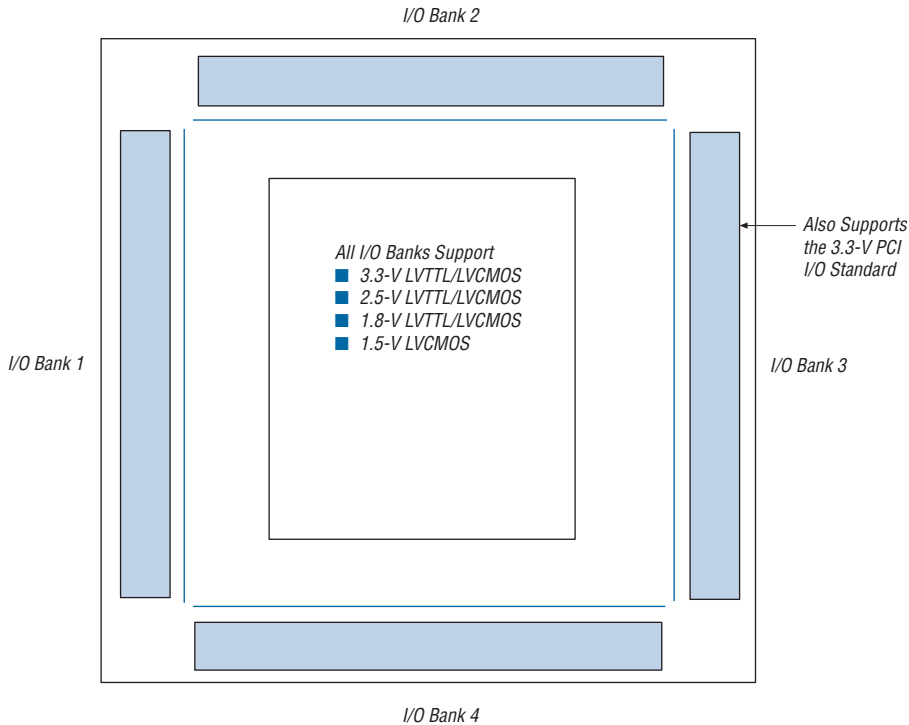 I/O Bank 2
All I/O Banks Support
■ 3.3-V LVTTL/LVCMOS
■ 2.5-V LVTTL/LVCMOS
■ 1.8-V LVTTL/LVCMOS
■ 1.5-V LVCMOS
Also Supports
the 3.3-V PCI
I/O Standard
I/O Bank 1
I/O Bank 3
I/O Bank 4